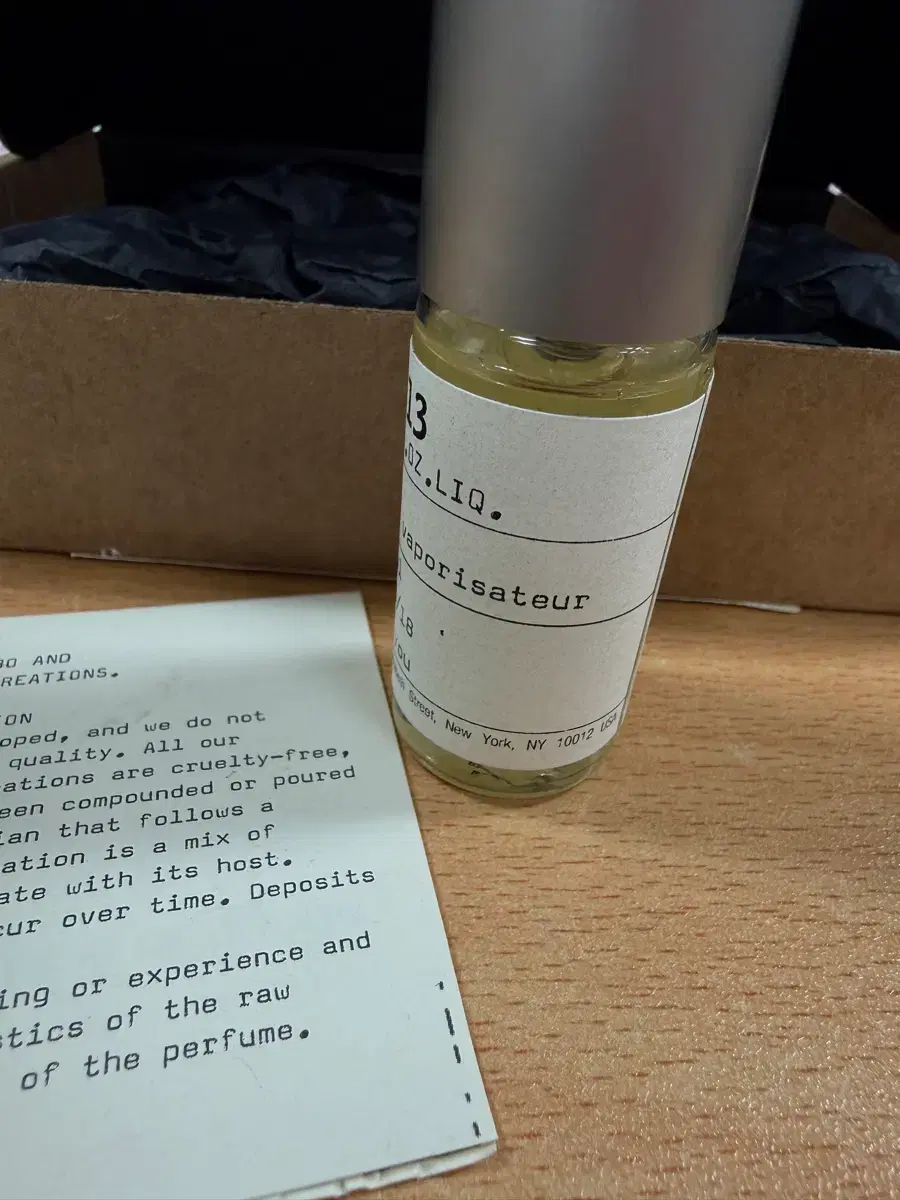 13
.OZ.LIQ.
vaporisateur
/18
ou
Street, New York, NY 10012 USA
BO AND
REATIONS.
ON
oped, and we do not
quality. All our
ations are cruelty-free,
een compounded or poured
ian that follows a
ation is a mix of
ate with its host.
cur over time. Deposits
ing or experience and
stics of the raw
of the perfume.